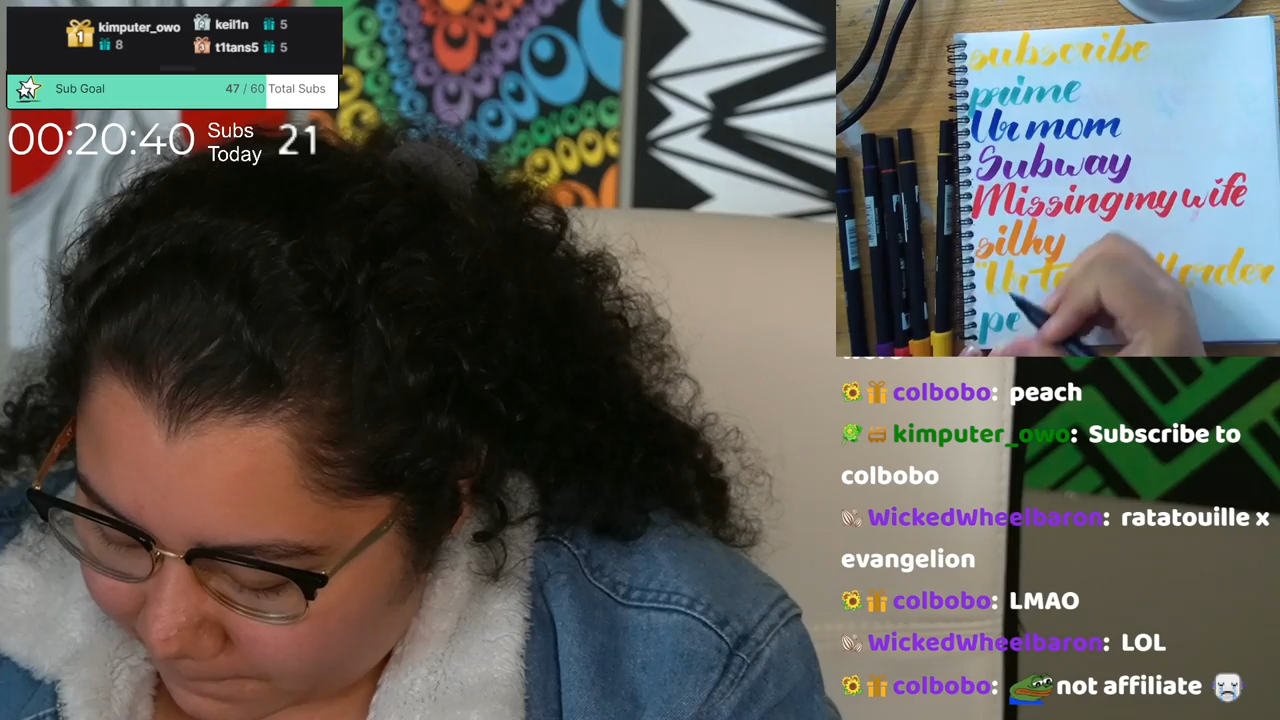 kimputer_owo
8
keil1n 5
t1tans5 5
1
Sub Goal
47 / 60 Total Subs
00:20:40 Subs Today 21
subscribe
prime
Ur mom
Subway
Missing my wife
silky
pe
colbobo: peach
kimputer_owo: Subscribe to
colbobo
WickedWheelbaron: ratatouille x
evangelion
colbobo: LMAO
WickedWheelbaron: LOL
colbobo: not affiliate